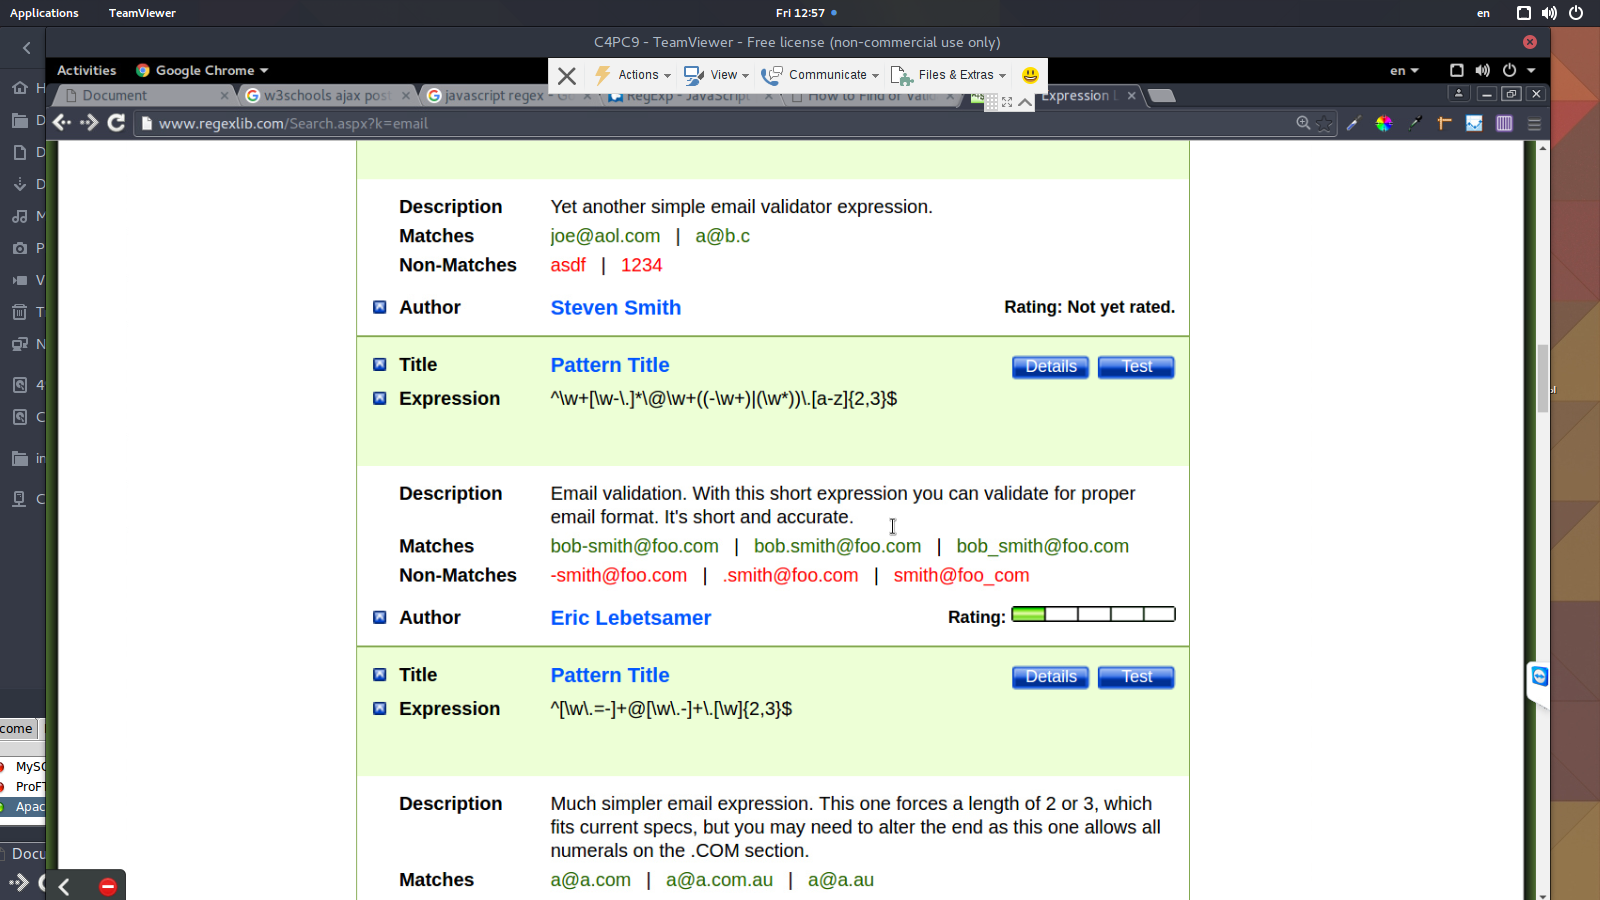 Applications TeamViewer Fri 12:57 en
C4PC9 - TeamViewer - Free license (non-commercial use only)
Activities Google Chrome en
Actions View Communicate Files & Extras
Document w3schools ajax post javascript regex - RegExp - JavaScript How to Find or Expression
www.regexlib.com/Search.aspx?k=email
Description Yet another simple email validator expression.
Matches joe@aol.com | a@b.c
Non-Matches asdf | 1234
Author Steven Smith Rating: Not yet rated.
Title Pattern Title Details Test
Expression ^\w+[\w-\.]*\@\w+((-\w+)|(\w*))\.[a-z]{2,3}$
Description Email validation. With this short expression you can validate for proper
email format. It's short and accurate.
Matches bob-smith@foo.com | bob.smith@foo.com | bob_smith@foo.com
Non-Matches -smith@foo.com | .smith@foo.com | smith@foo_com
Author Eric Lebetsamer Rating:
Title Pattern Title Details Test
Expression ^[\w\.=-]+@[\w\.-]+\.[\w]{2,3}$
Description Much simpler email expression. This one forces a length of 2 or 3, which
fits current specs, but you may need to alter the end as this one allows all
numerals on the .COM section.
Matches a@a.com | a@a.com.au | a@a.au
H
D
D
D
M
P
V
T
N
4
C
in
C
come
MySC
ProFT
Apac
Docu